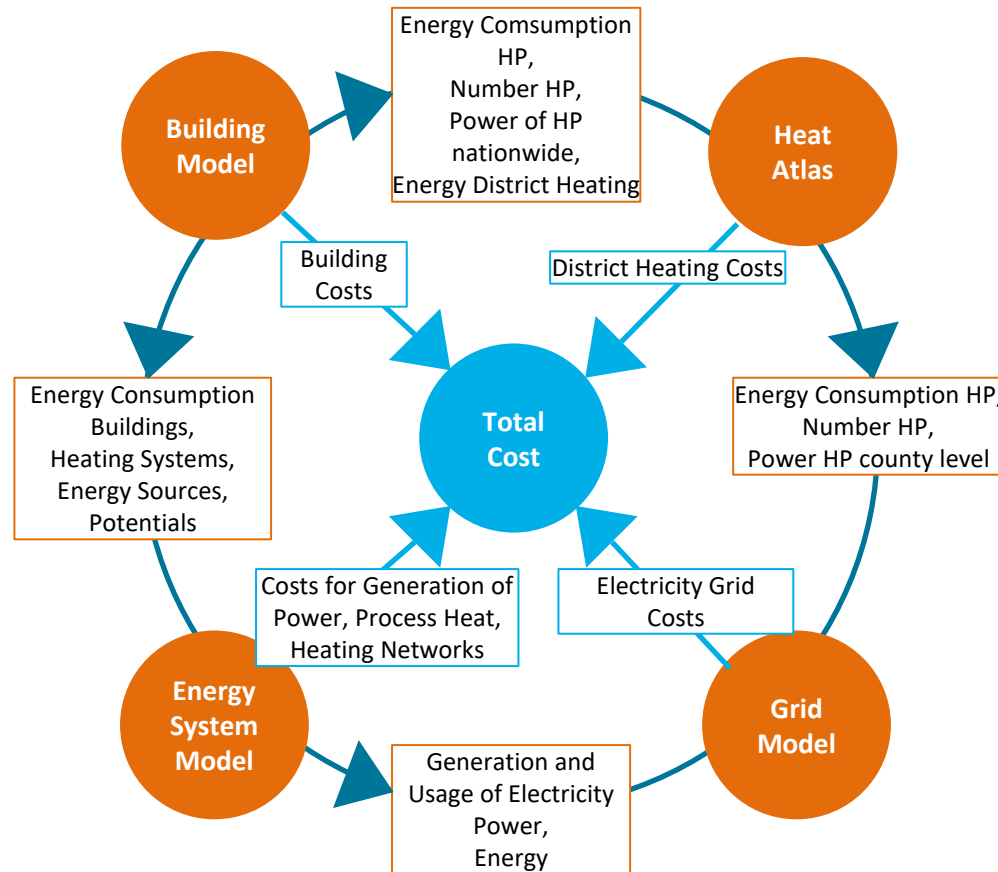 Energy Comsumption
HP,
Number HP,
Power of HP
nationwide,
Energy District Heating
Building
Model
Heat
Atlas
Building
Costs
District Heating Costs
Energy Consumption
Buildings,
Heating Systems,
Energy Sources,
Potentials
Total
Cost
Energy Consumption HP,
Number HP,
Power HP county level
Costs for Generation of
Power, Process Heat,
Heating Networks
Electricity Grid
Costs
Energy
System
Model
Grid
Model
Generation and
Usage of Electricity
Power,
Energy